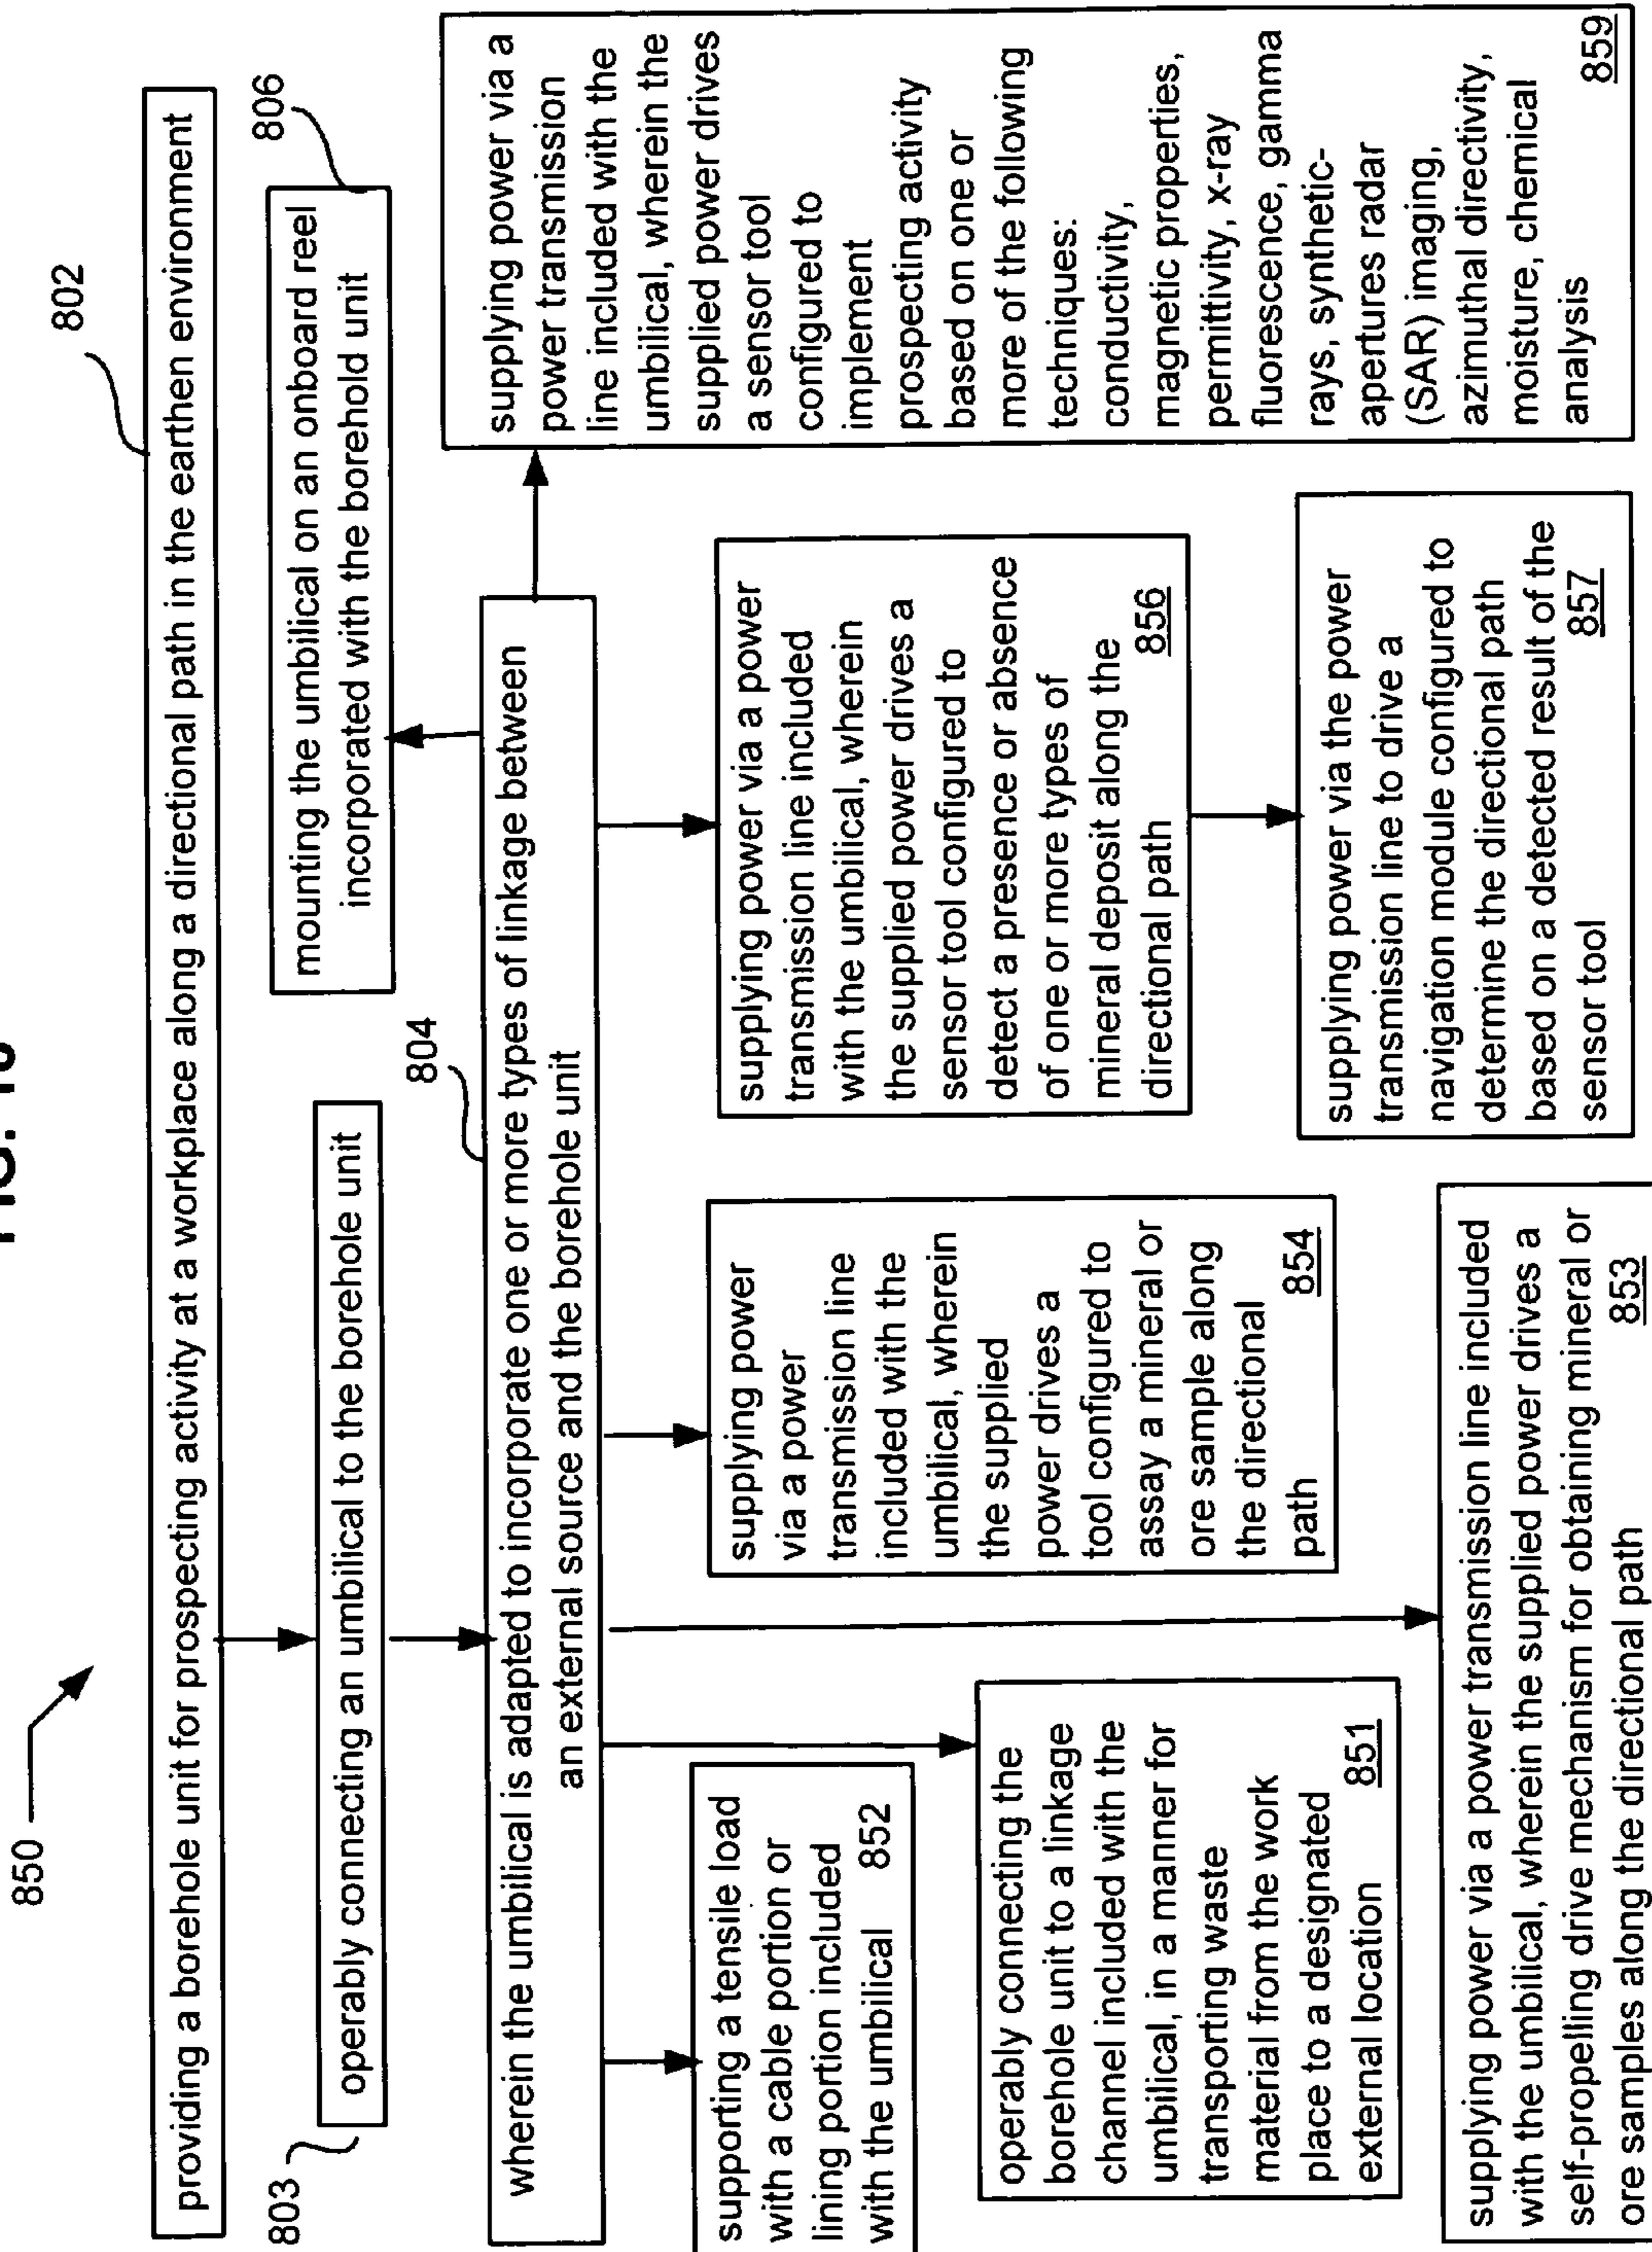 FIG.
850
802
providing a borehole unit for prospecting activity at a workplace along a directional path in the earthen environment
803
operably connecting an umbilical to the borehole unit
806
mounting the umbilical on an onboard reel
incorporated with the borehold unit
804
wherein the umbilical is adapted to incorporate one or more types of linkage between
an external source and the borehole unit
supporting a tensile load
with a cable portion or
lining portion included
with the umbilical 852
operably connecting the
borehole unit to a linkage
channel included with the
umbilical, in a manner for
transporting waste
material from the work
place to a designated
external location 851
supplying power via a power transmission line included
with the umbilical, wherein the supplied power drives a
self-propelling drive mechanism for obtaining mineral or
ore samples along the directional path 853
supplying power
via a power
transmission line
included with the
umbilical, wherein
the supplied
power drives a
tool configured to
assay a mineral or
ore sample along
the directional
path 854
supplying power via a power
transmission line included
with the umbilical, wherein
the supplied power drives a
sensor tool configured to
detect a presence or absence
of one or more types of
mineral deposit along the
directional path 856
supplying power via the power
transmission line to drive a
navigation module configured to
determine the directional path
based on a detected result of the
sensor tool 857
supplying power via a
power transmission
line included with the
umbilical, wherein the
supplied power drives
a sensor tool
configured to
implement
prospecting activity
based on one or
more of the following
techniques:
conductivity,
magnetic properties,
permittivity, x-ray
fluorescence, gamma
rays, synthetic-
apertures radar
(SAR) imaging,
azimuthal directivity,
moisture, chemical
analysis 859